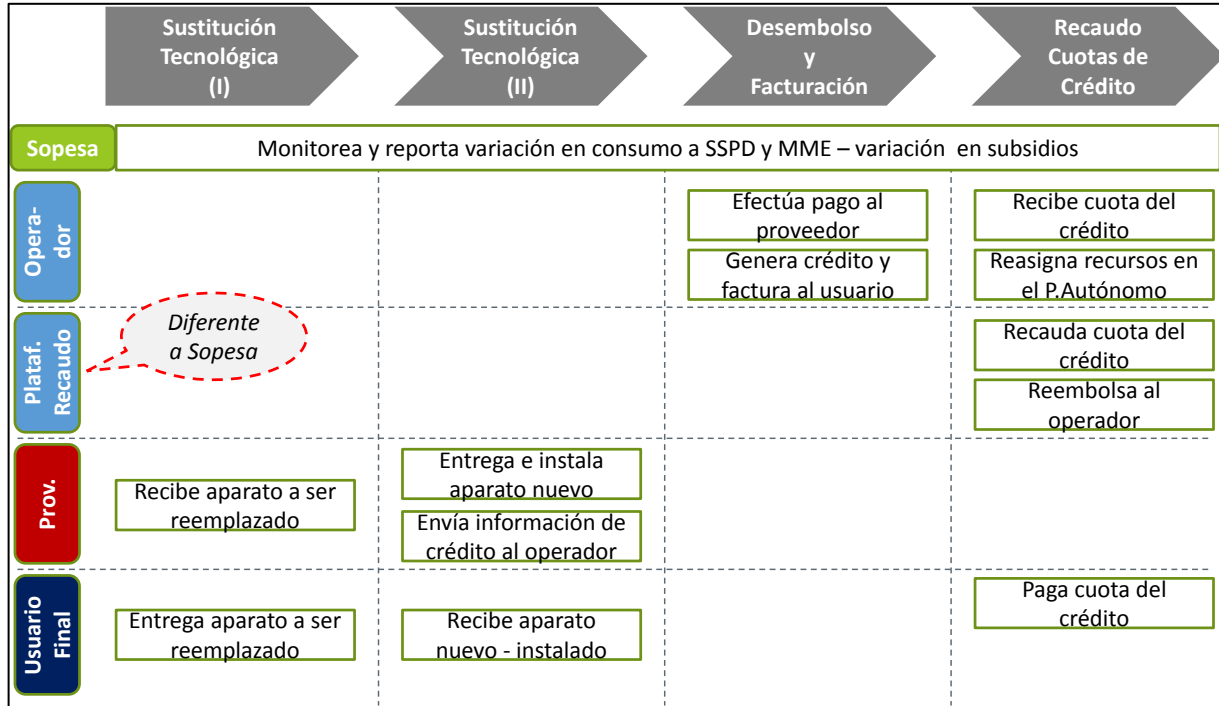 Sustitución
Tecnológica
(I)
Sustitución
Tecnológica
(II)
Desembolso
y
Facturación
Recaudo
Cuotas de
Crédito
Sopesa
Monitorea y reporta variación en consumo a SSPD y MME – variación en subsidios
Opera-
dor
Efectúa pago al
proveedor
Genera crédito y
factura al usuario
Recibe cuota del
crédito
Reasigna recursos en
el P.Autónomo
Plataf.
Recaudo
Diferente
a Sopesa
Recauda cuota del
crédito
Reembolsa al
operador
Prov.
Recibe aparato a ser
reemplazado
Entrega e instala
aparato nuevo
Envía información de
crédito al operador
Usuario
Final
Entrega aparato a ser
reemplazado
Recibe aparato
nuevo - instalado
Paga cuota del
crédito